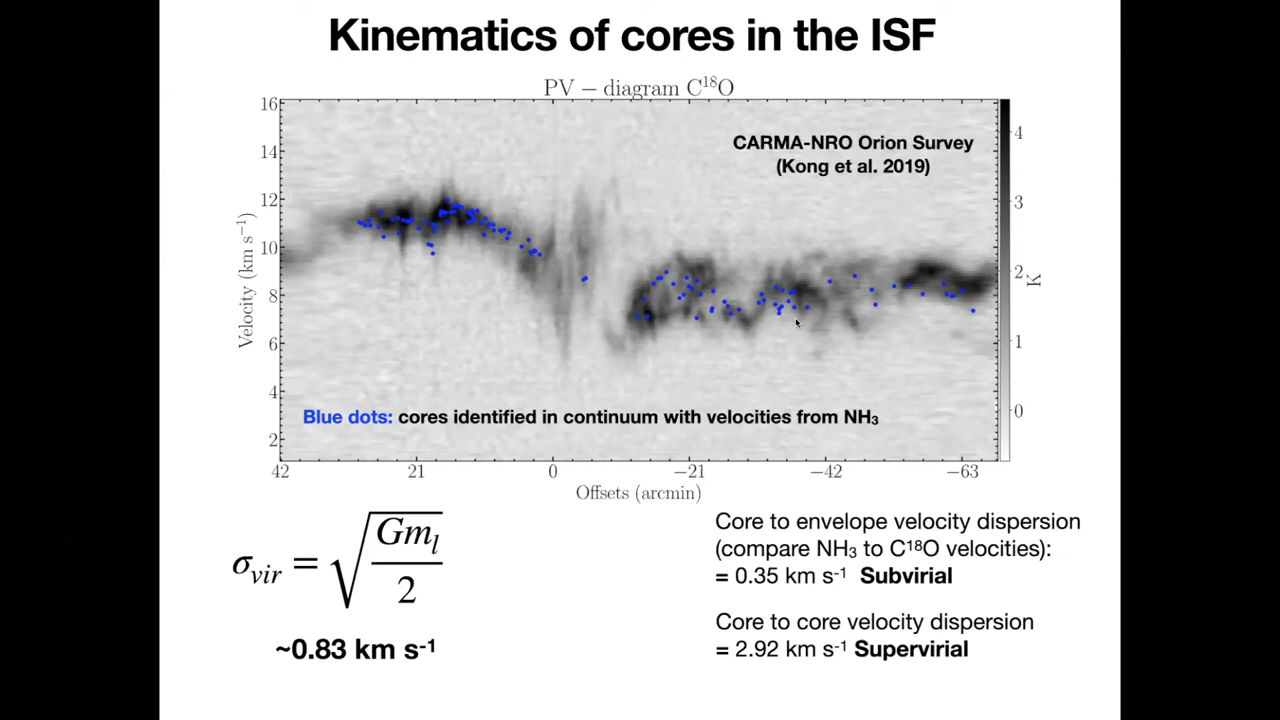 Kinematics of cores in the ISF
PV − diagram C¹⁸O
16
14
12
10
8
6
4
2
Velocity (km s⁻¹)
CARMA-NRO Orion Survey
(Kong et al. 2019)
Blue dots: cores identified in continuum with velocities from NH₃
42
21
0
−21
−42
−63
Offsets (arcmin)
4
3
2
1
0
K
σ_vir = √(Gm_l / 2)
~0.83 km s⁻¹
Core to envelope velocity dispersion
(compare NH₃ to C¹⁸O velocities):
= 0.35 km s⁻¹ Subvirial
Core to core velocity dispersion
= 2.92 km s⁻¹ Supervirial